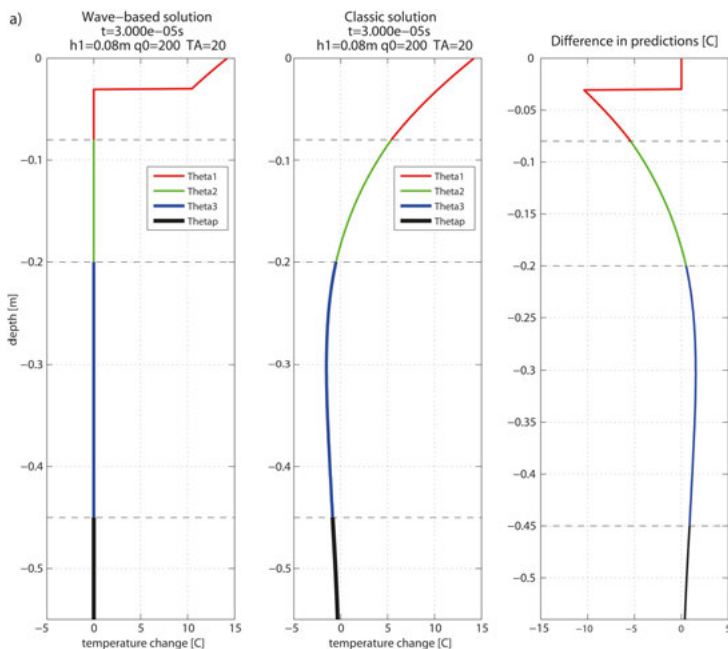 a)
Wave-based solution
t=3.000e-05s
h1=0.08m q0=200 TA=20
0
-0.1
-0.2
-0.3
-0.4
-0.5
depth [m]
Theta1
Theta2
Theta3
Thetap
-5 0 5 10 15
temperature change [C]
Classic solution
t=3.000e-05s
h1=0.08m q0=200 TA=20
0
-0.1
-0.2
-0.3
-0.4
-0.5
Theta1
Theta2
Theta3
Thetap
-5 0 5 10 15
temperature change [C]
Difference in predictions [C]
0
-0.05
-0.1
-0.15
-0.2
-0.25
-0.3
-0.35
-0.4
-0.45
-0.5
-15 -10 -5 0 5